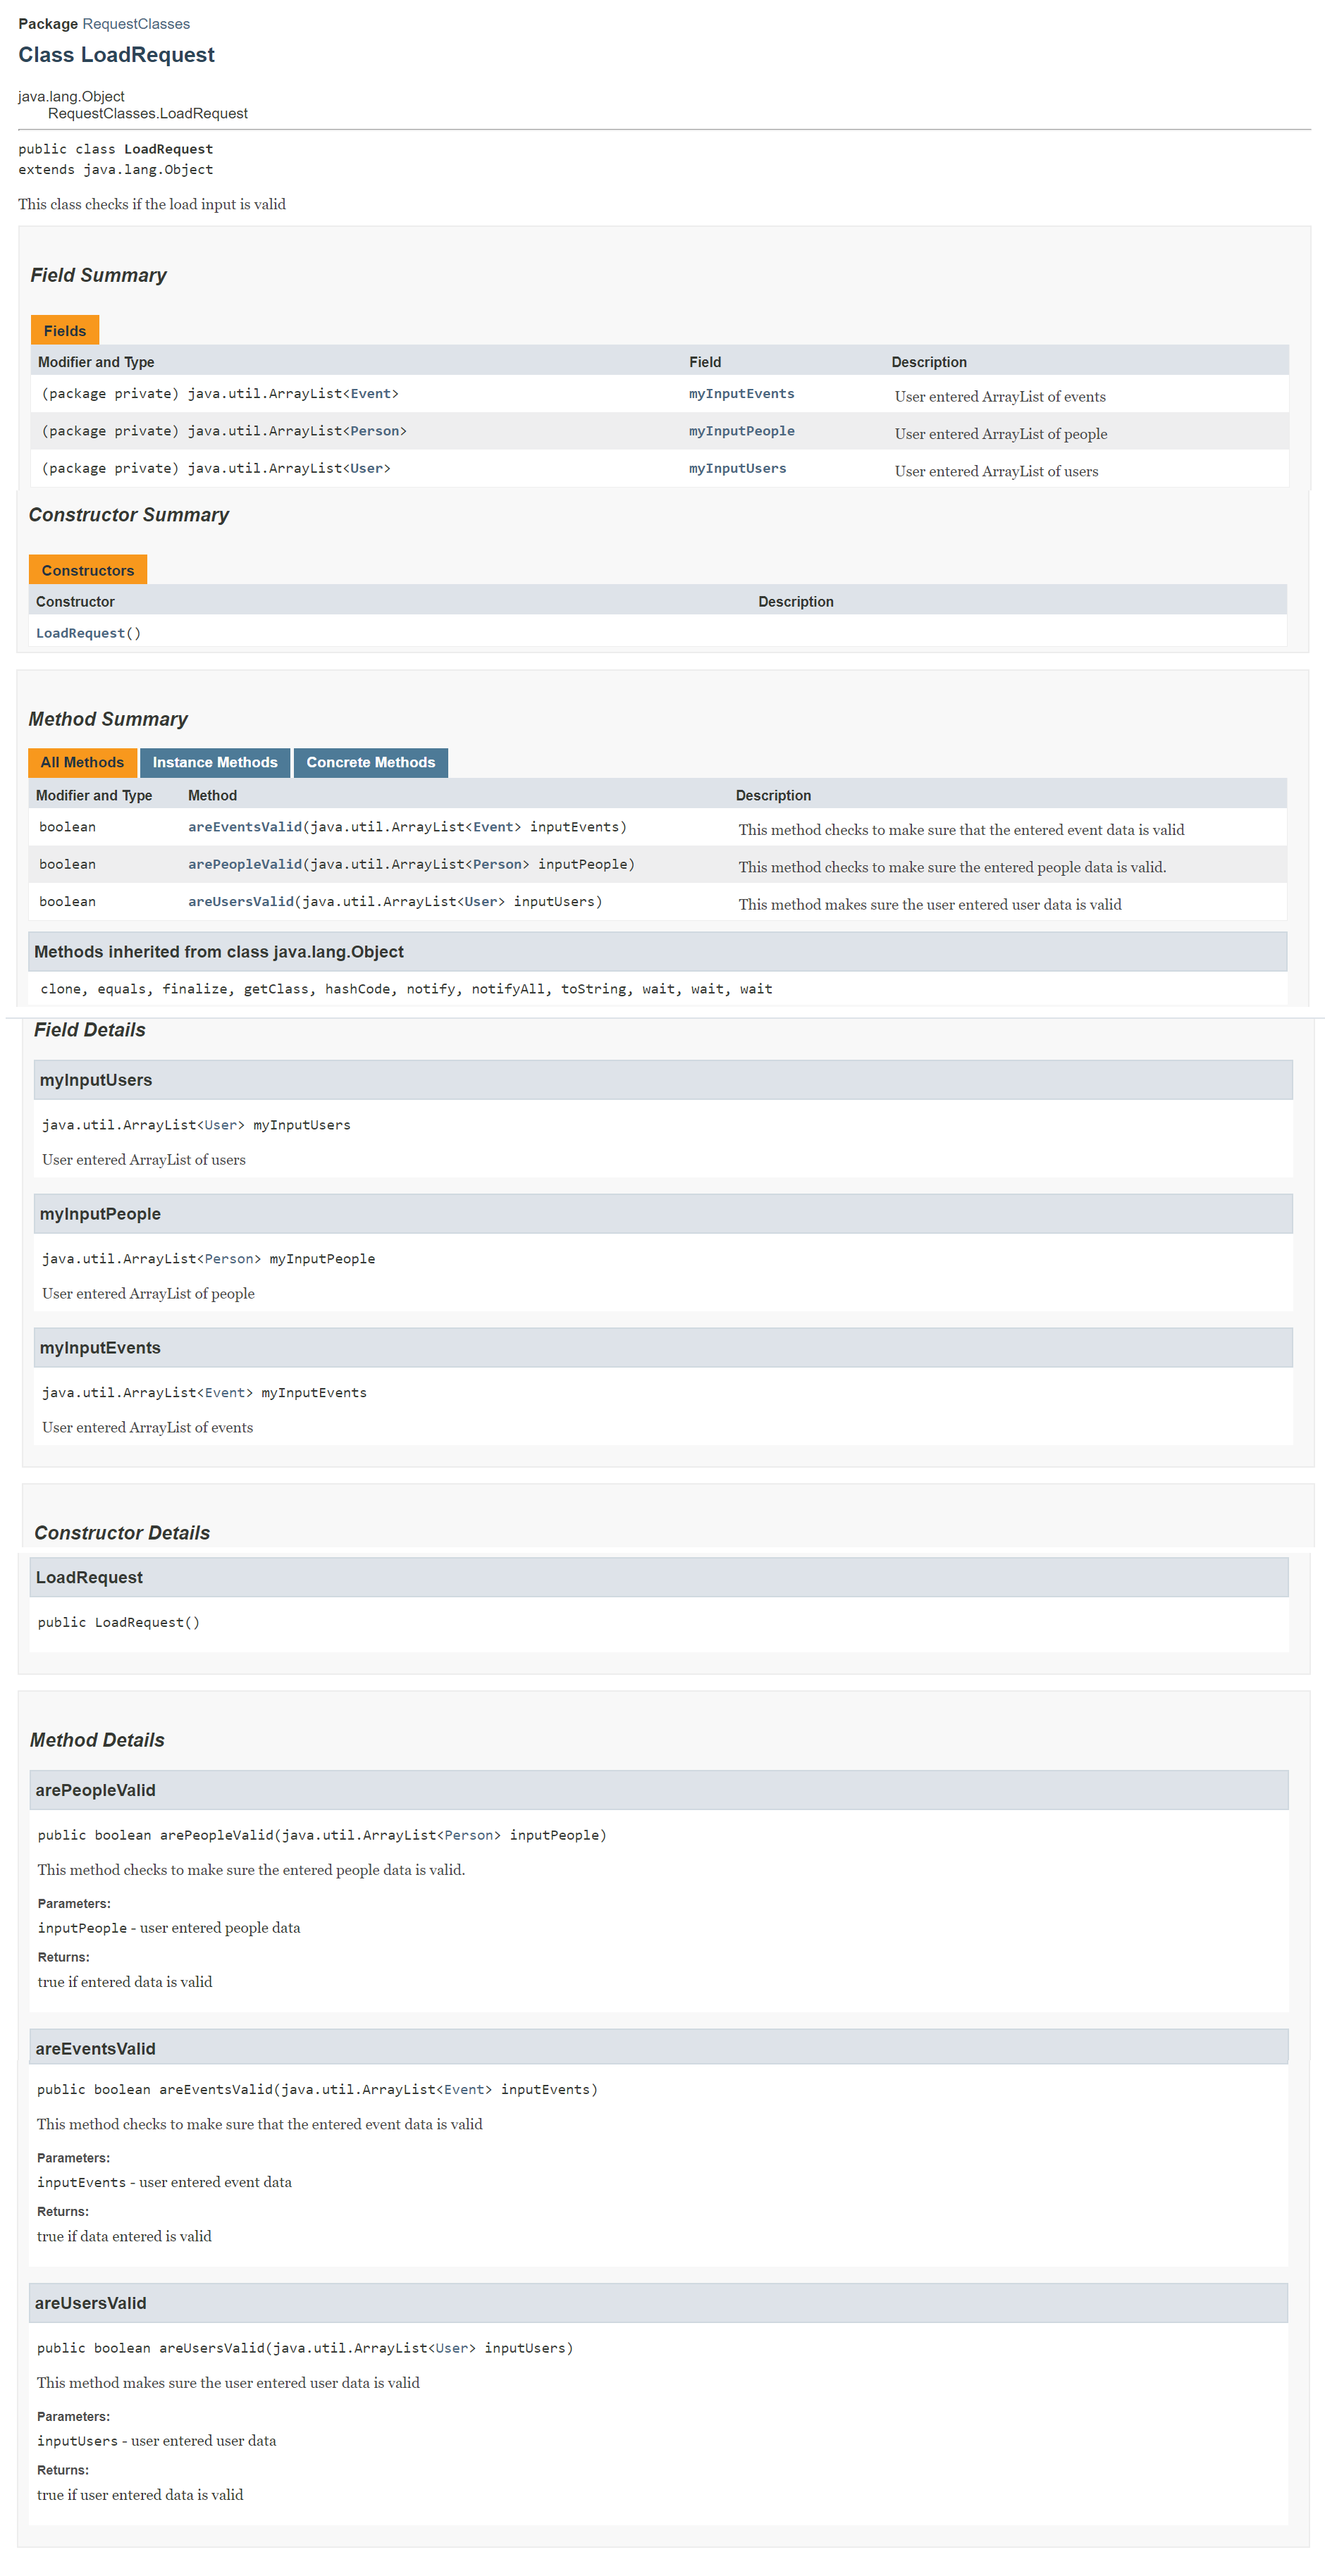 Package RequestClasses
Class LoadRequest
java.lang.Object
RequestClasses.LoadRequest
public class LoadRequest
extends java.lang.Object
This class checks if the load input is valid
Field Summary
Fields
Modifier and Type Field Description
(package private) java.util.ArrayList<Event> myInputEvents User entered ArrayList of events
(package private) java.util.ArrayList<Person> myInputPeople User entered ArrayList of people
(package private) java.util.ArrayList<User> myInputUsers User entered ArrayList of users
Constructor Summary
Constructors
Constructor Description
LoadRequest()
Method Summary
All Methods Instance Methods Concrete Methods
Modifier and Type Method Description
boolean areEventsValid(java.util.ArrayList<Event> inputEvents) This method checks to make sure that the entered event data is valid
boolean arePeopleValid(java.util.ArrayList<Person> inputPeople) This method checks to make sure the entered people data is valid.
boolean areUsersValid(java.util.ArrayList<User> inputUsers) This method makes sure the user entered user data is valid
Methods inherited from class java.lang.Object
clone, equals, finalize, getClass, hashCode, notify, notifyAll, toString, wait, wait, wait
Field Details
myInputUsers
java.util.ArrayList<User> myInputUsers
User entered ArrayList of users
myInputPeople
java.util.ArrayList<Person> myInputPeople
User entered ArrayList of people
myInputEvents
java.util.ArrayList<Event> myInputEvents
User entered ArrayList of events
Constructor Details
LoadRequest
public LoadRequest()
Method Details
arePeopleValid
public boolean arePeopleValid(java.util.ArrayList<Person> inputPeople)
This method checks to make sure the entered people data is valid.
Parameters:
inputPeople - user entered people data
Returns:
true if entered data is valid
areEventsValid
public boolean areEventsValid(java.util.ArrayList<Event> inputEvents)
This method checks to make sure that the entered event data is valid
Parameters:
inputEvents - user entered event data
Returns:
true if data entered is valid
areUsersValid
public boolean areUsersValid(java.util.ArrayList<User> inputUsers)
This method makes sure the user entered user data is valid
Parameters:
inputUsers - user entered user data
Returns:
true if user entered data is valid